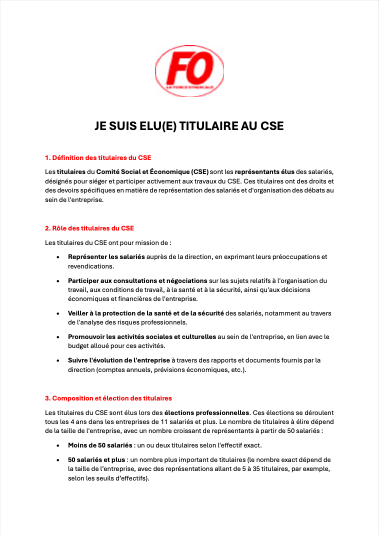 FO
LA FORCE SYNDICALE
JE SUIS ELU(E) TITULAIRE AU CSE
1. Définition des titulaires du CSE
Les titulaires du Comité Social et Économique (CSE) sont les représentants élus des salariés,
désignés pour siéger et participer activement aux travaux du CSE. Ces titulaires ont des droits et
des devoirs spécifiques en matière de représentation des salariés et d'organisation des débats au
sein de l'entreprise.
2. Rôle des titulaires du CSE
Les titulaires du CSE ont pour mission de :
• Représenter les salariés auprès de la direction, en exprimant leurs préoccupations et
revendications.
• Participer aux consultations et négociations sur les sujets relatifs à l'organisation du
travail, aux conditions de travail, à la santé et à la sécurité, ainsi qu'aux décisions
économiques et financières de l'entreprise.
• Veiller à la protection de la santé et de la sécurité des salariés, notamment au travers
de l'analyse des risques professionnels.
• Promouvoir les activités sociales et culturelles au sein de l'entreprise, en lien avec le
budget alloué pour ces activités.
• Suivre l'évolution de l'entreprise à travers des rapports et documents fournis par la
direction (comptes annuels, prévisions économiques, etc.).
3. Composition et élection des titulaires
Les titulaires du CSE sont élus lors des élections professionnelles. Ces élections se déroulent
tous les 4 ans dans les entreprises de 11 salariés et plus. Le nombre de titulaires à élire dépend
de la taille de l'entreprise, avec un nombre croissant de représentants à partir de 50 salariés :
• Moins de 50 salariés : un ou deux titulaires selon l'effectif exact.
• 50 salariés et plus : un nombre plus important de titulaires (le nombre exact dépend de
la taille de l'entreprise, avec des représentations allant de 5 à 35 titulaires, par exemple,
selon les seuils d'effectifs).